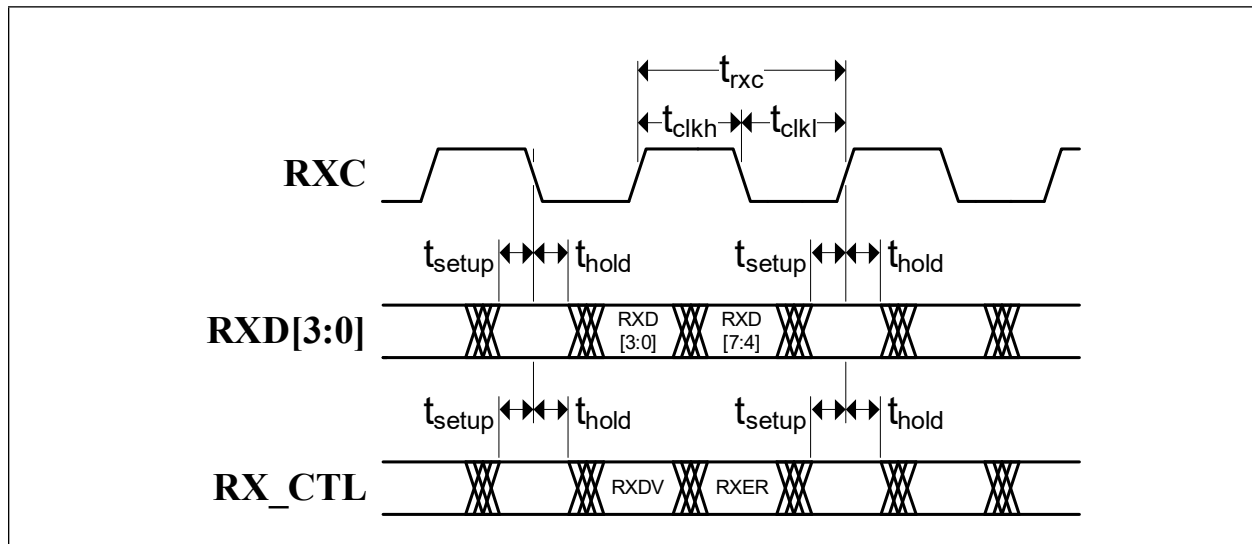 t_rxc
t_clkh t_clkl
RXC
t_setup t_hold t_setup t_hold
RXD[3:0]
RXD RXD
[3:0] [7:4]
t_setup t_hold t_setup t_hold
RX_CTL
RXDV RXER